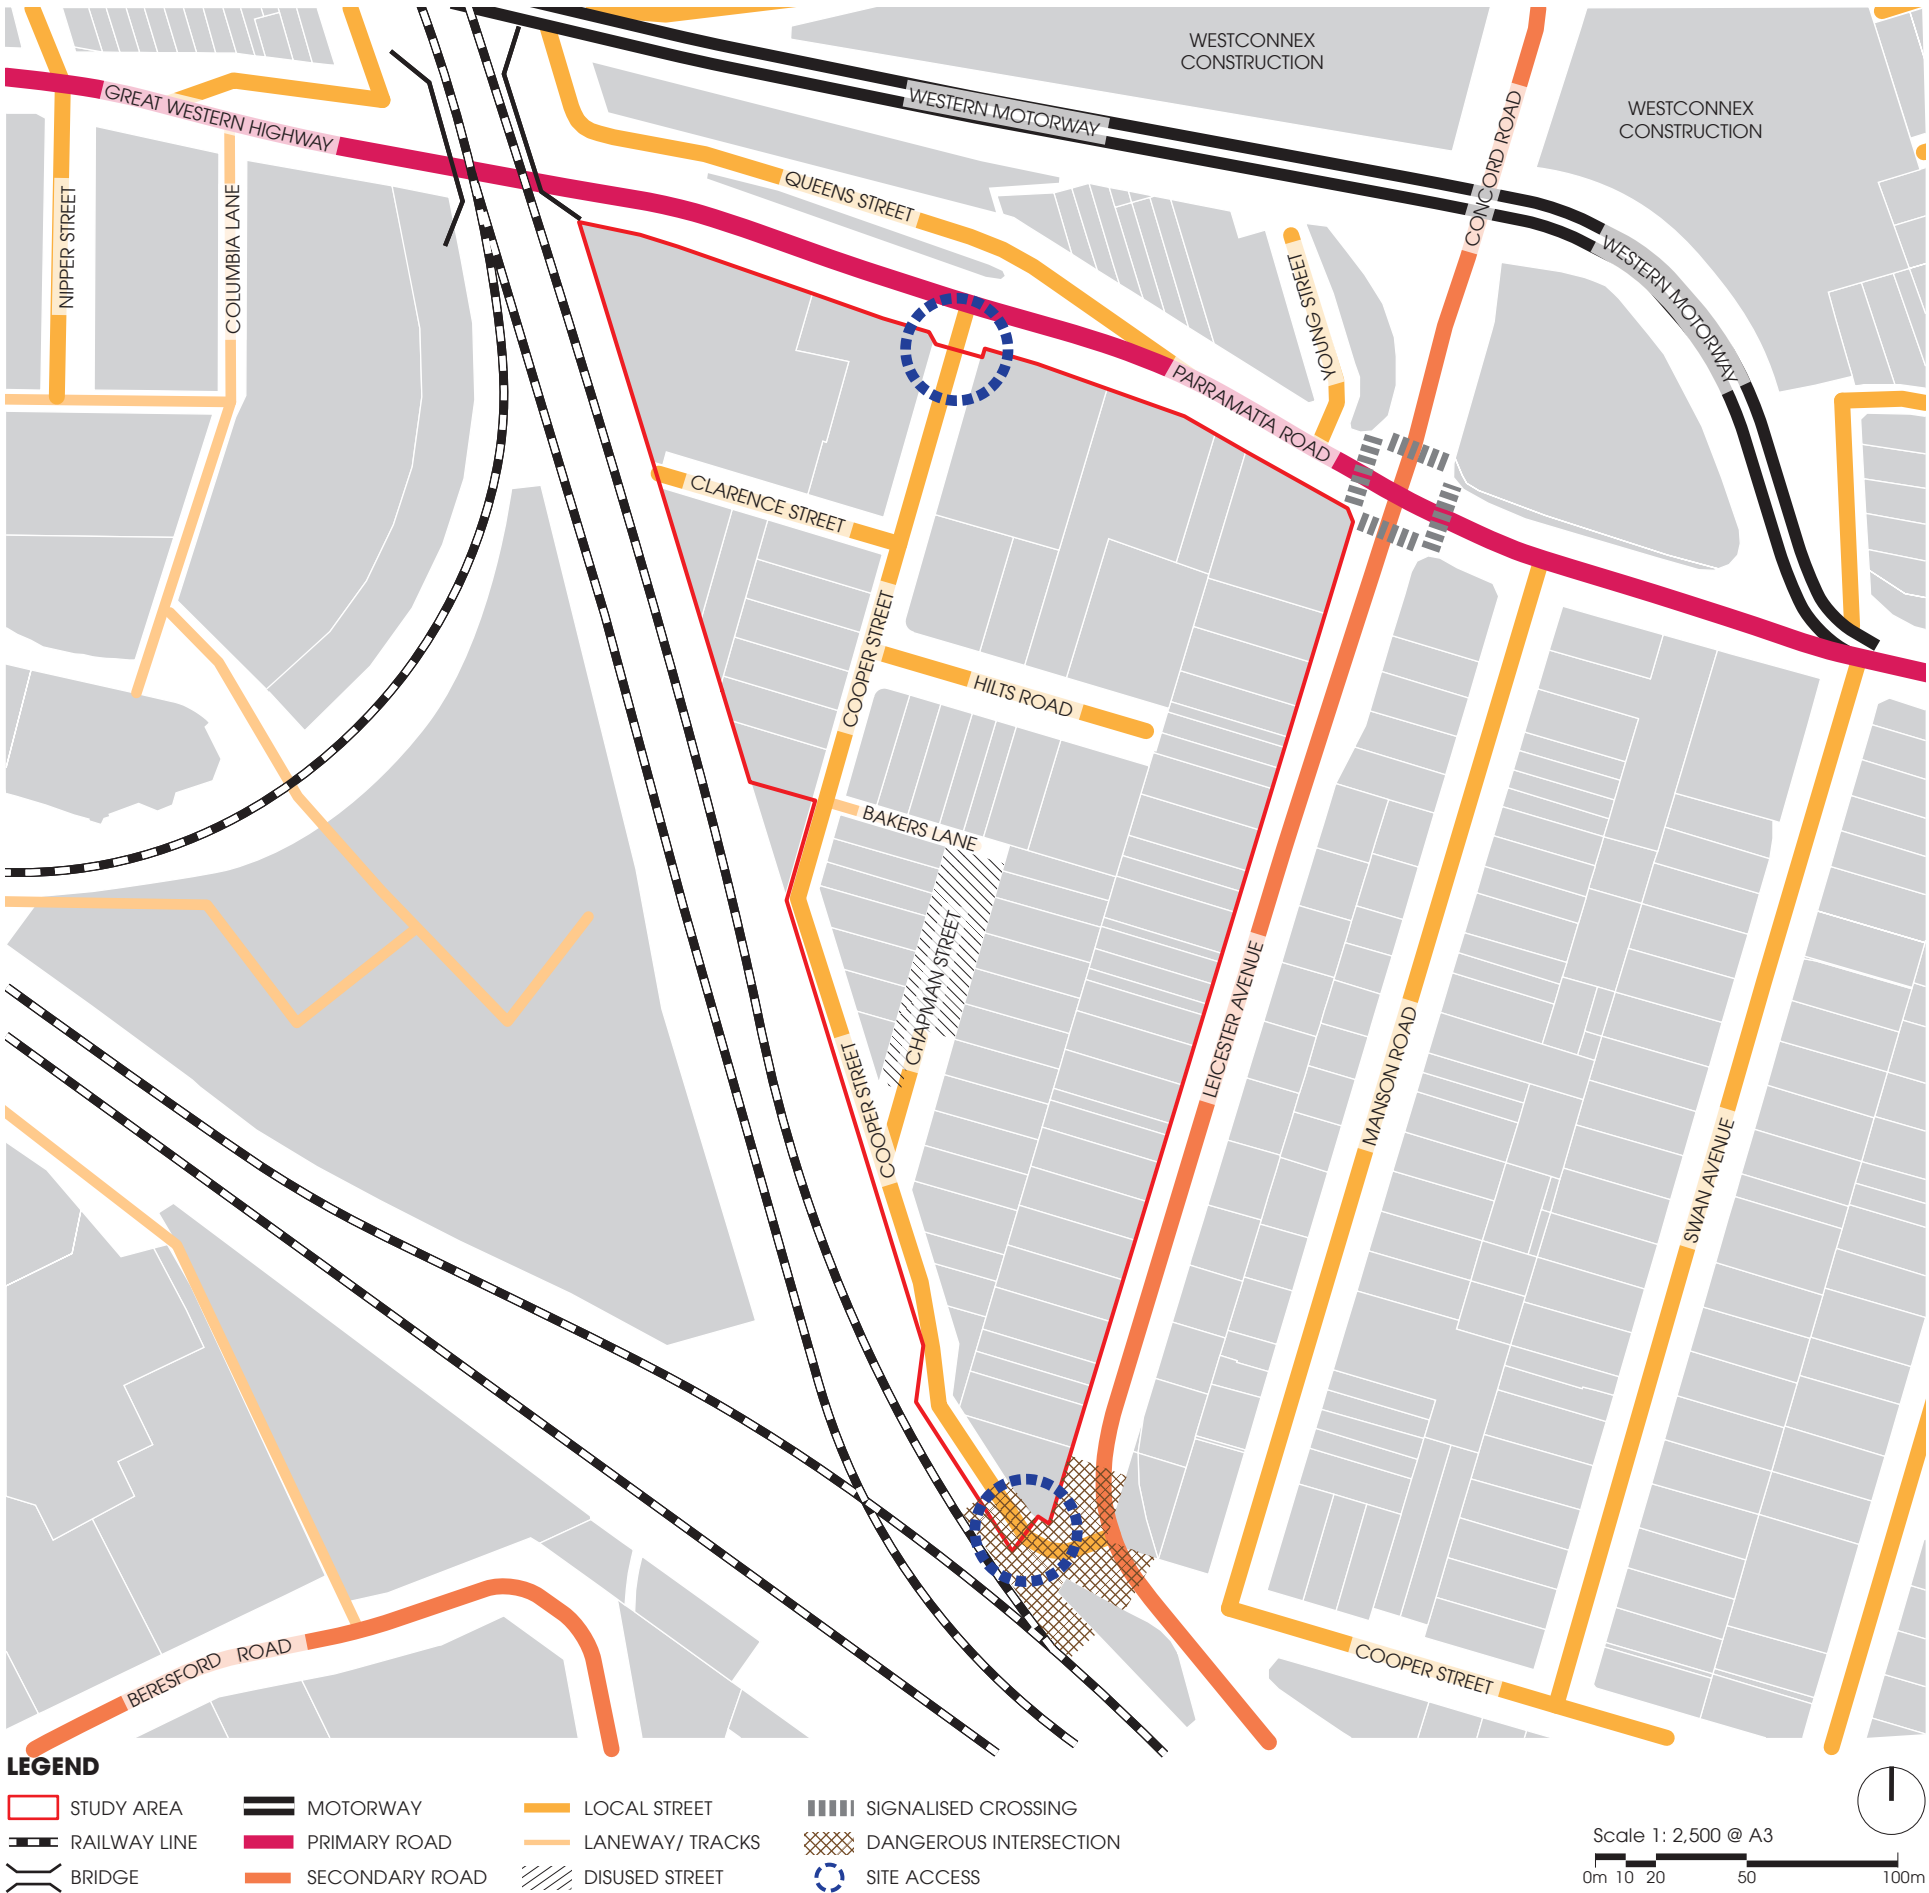 WESTCONNEX
CONSTRUCTION
WESTCONNEX
CONSTRUCTION
GREAT WESTERN HIGHWAY
WESTERN MOTORWAY
CONCORD ROAD
QUEENS STREET
NIPPER STREET
COLUMBIA LANE
YOUNG STREET
WESTERN MOTORWAY
PARRAMATTA ROAD
CLARENCE STREET
COOPER STREET
HILTS ROAD
BAKERS LANE
CHAPMAN STREET
LEICESTER AVENUE
COOPER STREET
MANSON ROAD
SWAN AVENUE
BERESFORD ROAD
COOPER STREET
LEGEND
STUDY AREA
RAILWAY LINE
BRIDGE
MOTORWAY
PRIMARY ROAD
SECONDARY ROAD
LOCAL STREET
LANEWAY/ TRACKS
DISUSED STREET
SIGNALISED CROSSING
DANGEROUS INTERSECTION
SITE ACCESS
Scale 1: 2,500 @ A3
0m 10 20 50 100m